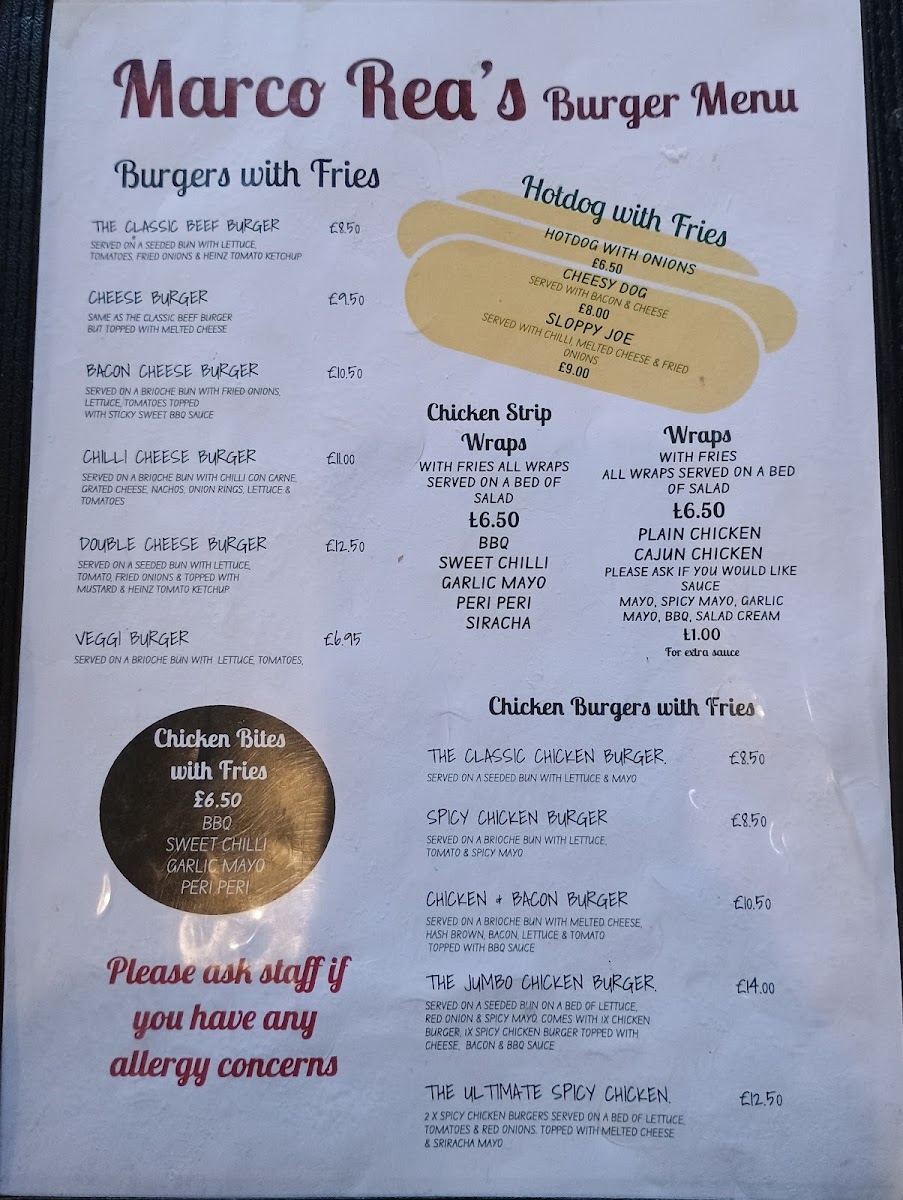 Marco Rea's Burger Menu
Burgers with Fries
THE CLASSIC BEEF BURGER £8.50
SERVED ON A SEEDED BUN WITH LETTUCE,
TOMATOES, FRIED ONIONS & HEINZ TOMATO KETCHUP
CHEESE BURGER £9.50
SAME AS THE CLASSIC BEEF BURGER
BUT TOPPED WITH MELTED CHEESE
BACON CHEESE BURGER £10.50
SERVED ON A BRIOCHE BUN WITH FRIED ONIONS,
LETTUCE, TOMATOES TOPPED
WITH STICKY SWEET BBQ SAUCE
CHILLI CHEESE BURGER £11.00
SERVED ON A BRIOCHE BUN WITH CHILLI CON CARNE,
GRATED CHEESE, NACHOS, ONION RINGS, LETTUCE &
TOMATOES
DOUBLE CHEESE BURGER £12.50
SERVED ON A SEEDED BUN WITH LETTUCE,
TOMATO, FRIED ONIONS & TOPPED WITH
MUSTARD & HEINZ TOMATO KETCHUP
VEGGI BURGER £6.95
SERVED ON A BRIOCHE BUN WITH LETTUCE, TOMATOES,
Chicken Bites
with Fries
£6.50
BBQ
SWEET CHILLI
GARLIC MAYO
PERI PERI
Please ask staff if
you have any
allergy concerns
Hotdog with Fries
HOTDOG WITH ONIONS
£6.50
CHEESY DOG
SERVED WITH BACON & CHEESE
£8.00
SLOPPY JOE
SERVED WITH CHILLI, MELTED CHEESE & FRIED
ONIONS
£9.00
Chicken Strip
Wraps
WITH FRIES ALL WRAPS
SERVED ON A BED OF
SALAD
Ł6.50
BBQ
SWEET CHILLI
GARLIC MAYO
PERI PERI
SIRACHA
Wraps
WITH FRIES
ALL WRAPS SERVED ON A BED
OF SALAD
Ł6.50
PLAIN CHICKEN
CAJUN CHICKEN
PLEASE ASK IF YOU WOULD LIKE
SAUCE
MAYO, SPICY MAYO, GARLIC
MAYO, BBQ, SALAD CREAM
Ł1.00
For extra sauce
Chicken Burgers with Fries
THE CLASSIC CHICKEN BURGER. £8.50
SERVED ON A SEEDED BUN WITH LETTUCE & MAYO
SPICY CHICKEN BURGER £8.50
SERVED ON A BRIOCHE BUN WITH LETTUCE,
TOMATO & SPICY MAYO
CHICKEN & BACON BURGER £10.50
SERVED ON A BRIOCHE BUN WITH MELTED CHEESE,
HASH BROWN, BACON, LETTUCE & TOMATO
TOPPED WITH BBQ SAUCE
THE JUMBO CHICKEN BURGER. £14.00
SERVED ON A SEEDED BUN ON A BED OF LETTUCE,
RED ONION & SPICY MAYO. COMES WITH 1X CHICKEN
BURGER, 1X SPICY CHICKEN BURGER TOPPED WITH
CHEESE, BACON & BBQ SAUCE
THE ULTIMATE SPICY CHICKEN. £12.50
2 X SPICY CHICKEN BURGERS SERVED ON A BED OF LETTUCE,
TOMATOES & RED ONIONS. TOPPED WITH MELTED CHEESE
& SRIRACHA MAYO